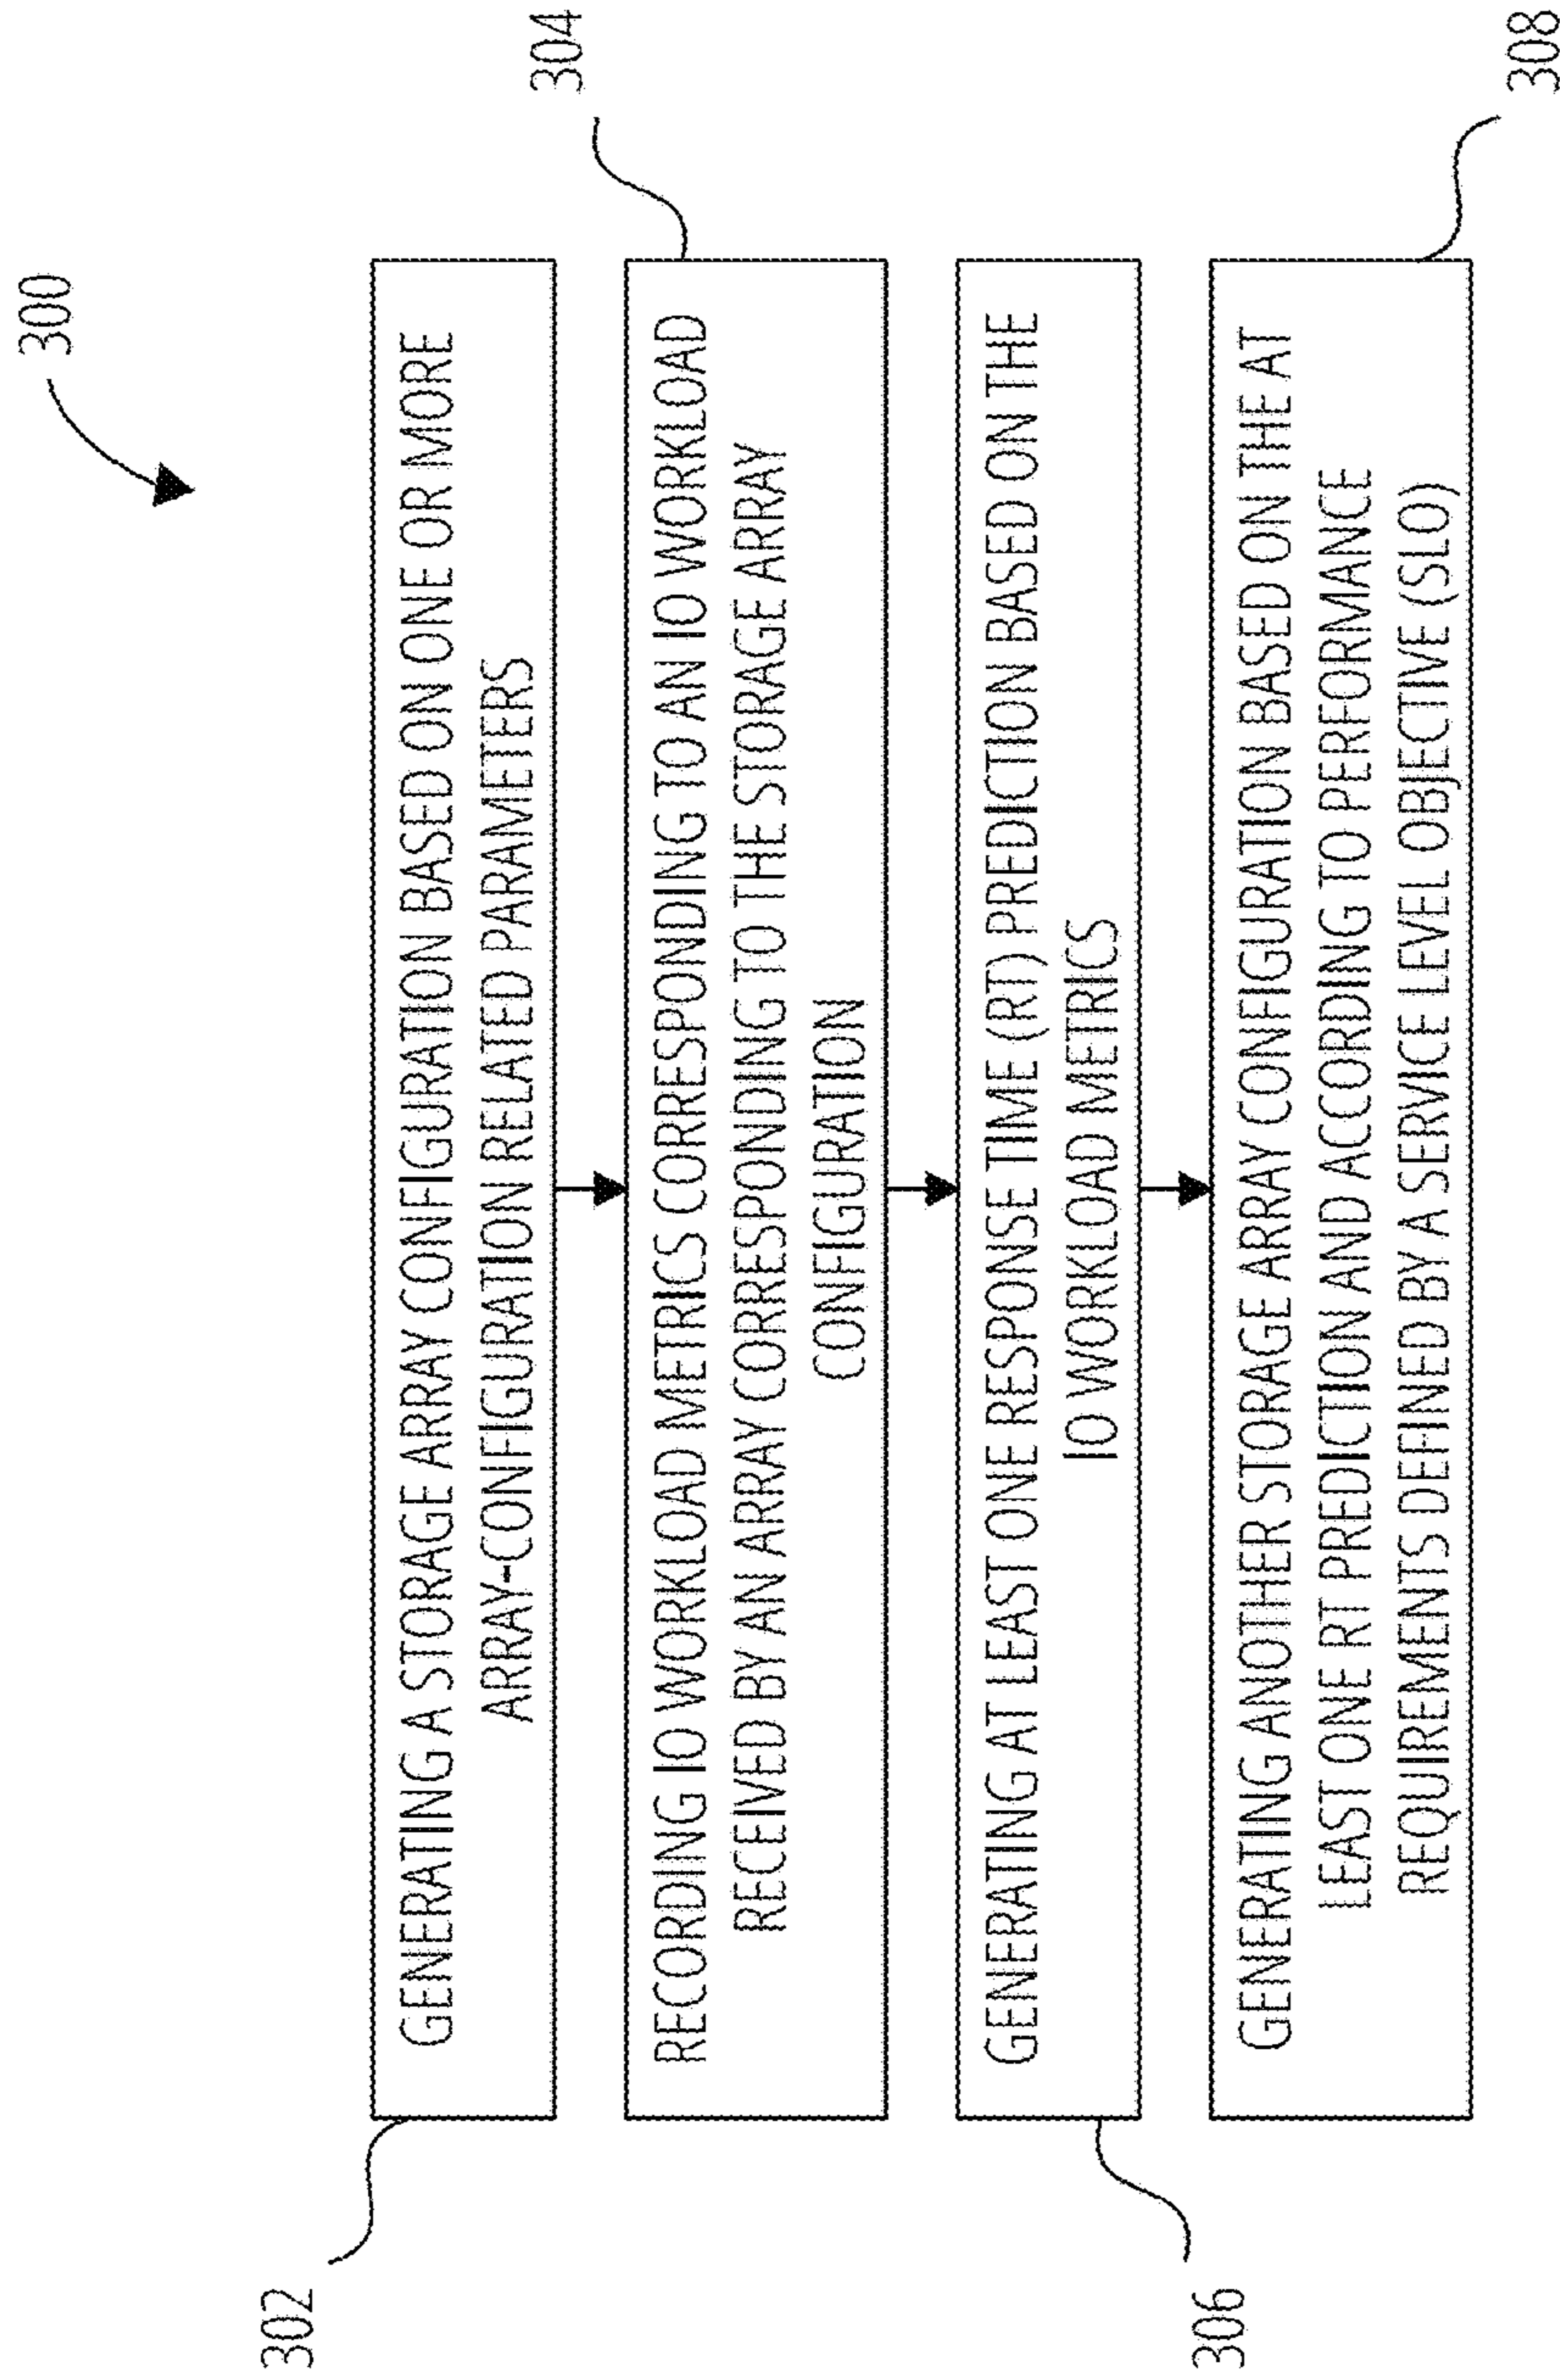 300
302
GENERATING A STORAGE ARRAY CONFIGURATION BASED ON ONE OR MORE
ARRAY-CONFIGURATION RELATED PARAMETERS
304
RECORDING IO WORKLOAD METRICS CORRESPONDING TO AN IO WORKLOAD
RECEIVED BY AN ARRAY CORRESPONDING TO THE STORAGE ARRAY
CONFIGURATION
306
GENERATING AT LEAST ONE RESPONSE TIME (RT) PREDICTION BASED ON THE
IO WORKLOAD METRICS
308
GENERATING ANOTHER STORAGE ARRAY CONFIGURATION BASED ON THE AT
LEAST ONE RT PREDICTION AND ACCORDING TO PERFORMANCE
REQUIREMENTS DEFINED BY A SERVICE LEVEL OBJECTIVE (SLO)